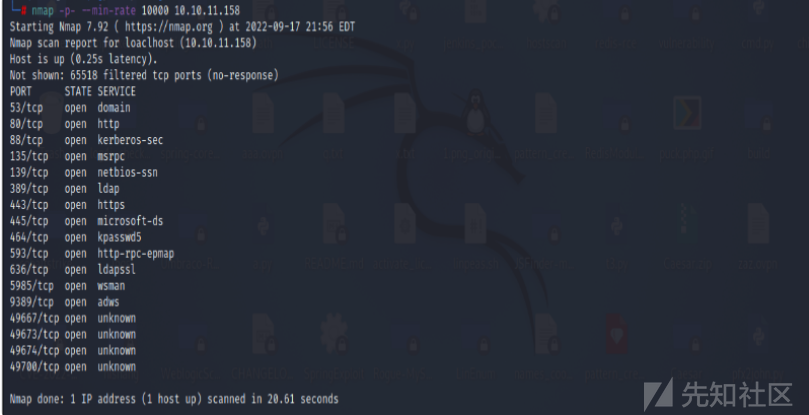 # nmap -p- --min-rate 10000 10.10.11.158
Starting Nmap 7.92 ( https://nmap.org ) at 2022-09-17 21:56 EDT
Nmap scan report for loaclhost (10.10.11.158)
Host is up (0.25s latency).
Not shown: 65518 filtered tcp ports (no-response)
PORT STATE SERVICE
53/tcp open domain
80/tcp open http
88/tcp open kerberos-sec
135/tcp open msrpc
139/tcp open netbios-ssn
389/tcp open ldap
443/tcp open https
445/tcp open microsoft-ds
464/tcp open kpasswd5
593/tcp open http-rpc-epmap
636/tcp open ldapssl
5985/tcp open wsman
9389/tcp open adws
49667/tcp open unknown
49673/tcp open unknown
49674/tcp open unknown
49700/tcp open unknown
Nmap done: 1 IP address (1 host up) scanned in 20.61 seconds
先知社区